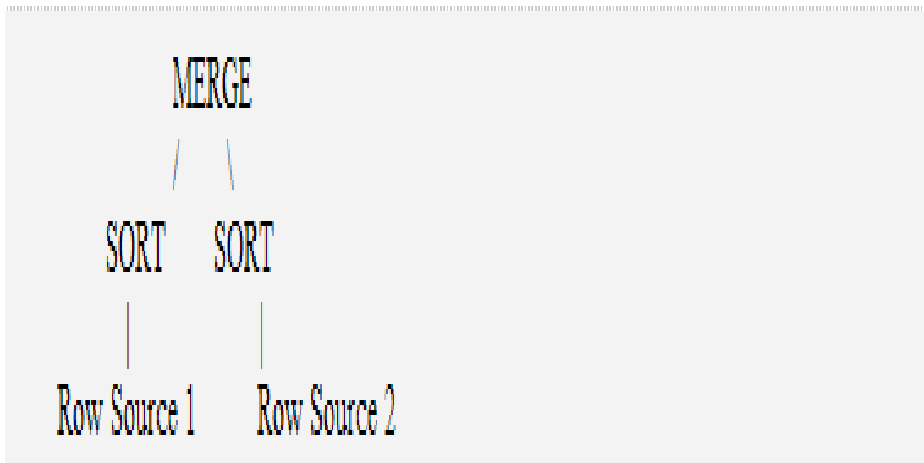 MERGE
/ \
SORT SORT
| |
Row Source 1 Row Source 2